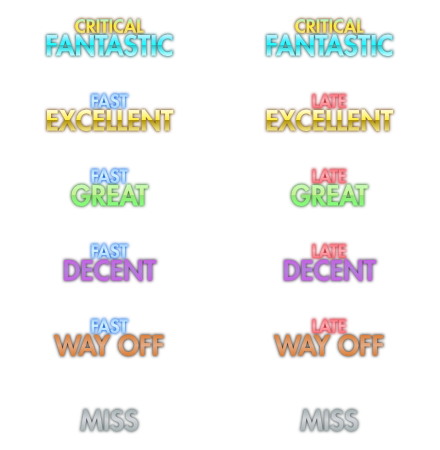 CRITICAL CRITICAL
FANTASTIC FANTASTIC
FAST LATE
EXCELLENT EXCELLENT
FAST LATE
GREAT GREAT
FAST LATE
DECENT DECENT
FAST LATE
WAY OFF WAY OFF
MISS MISS